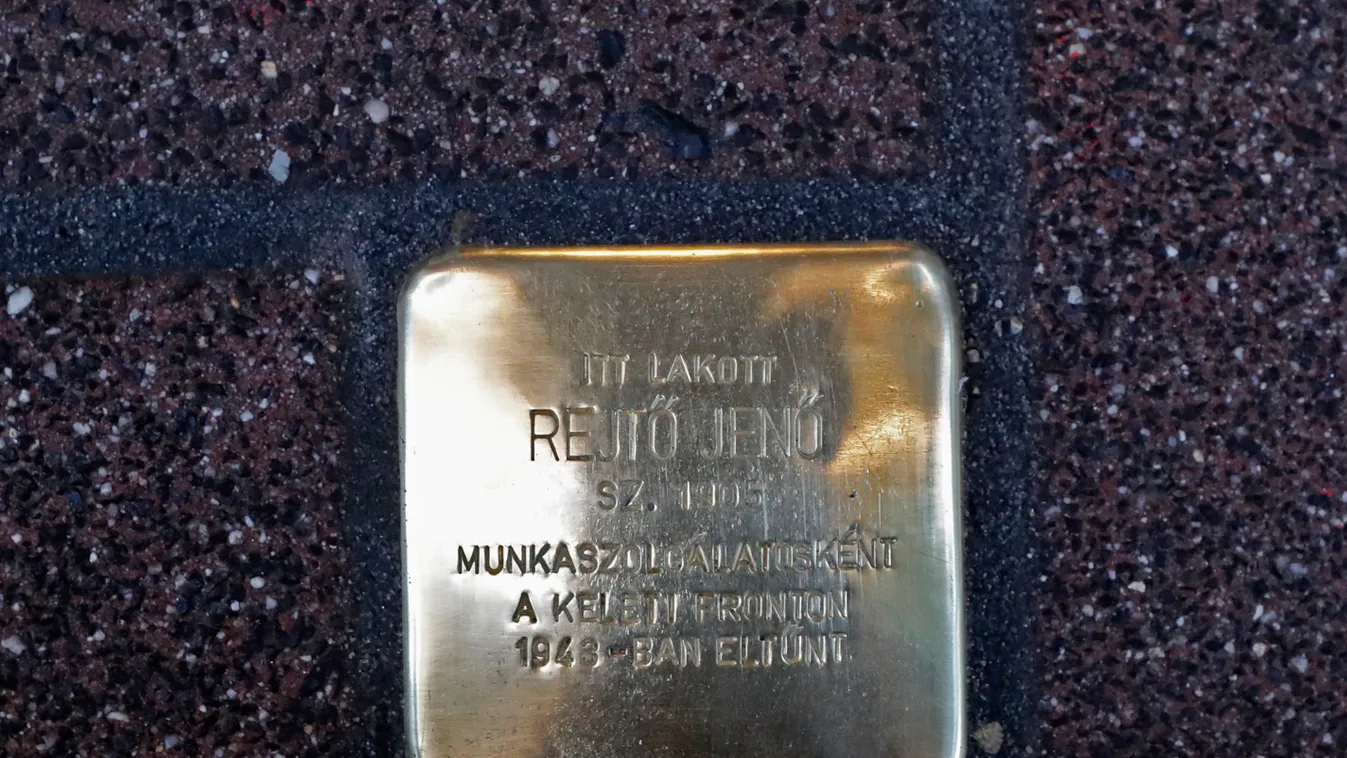 ITT LAKOTT
REJTŐ JENŐ
SZ. 1905
MUNKASZOLGÁLATOSKÉNT
A KELETI FRONTON
1943-BAN ELTŰNT